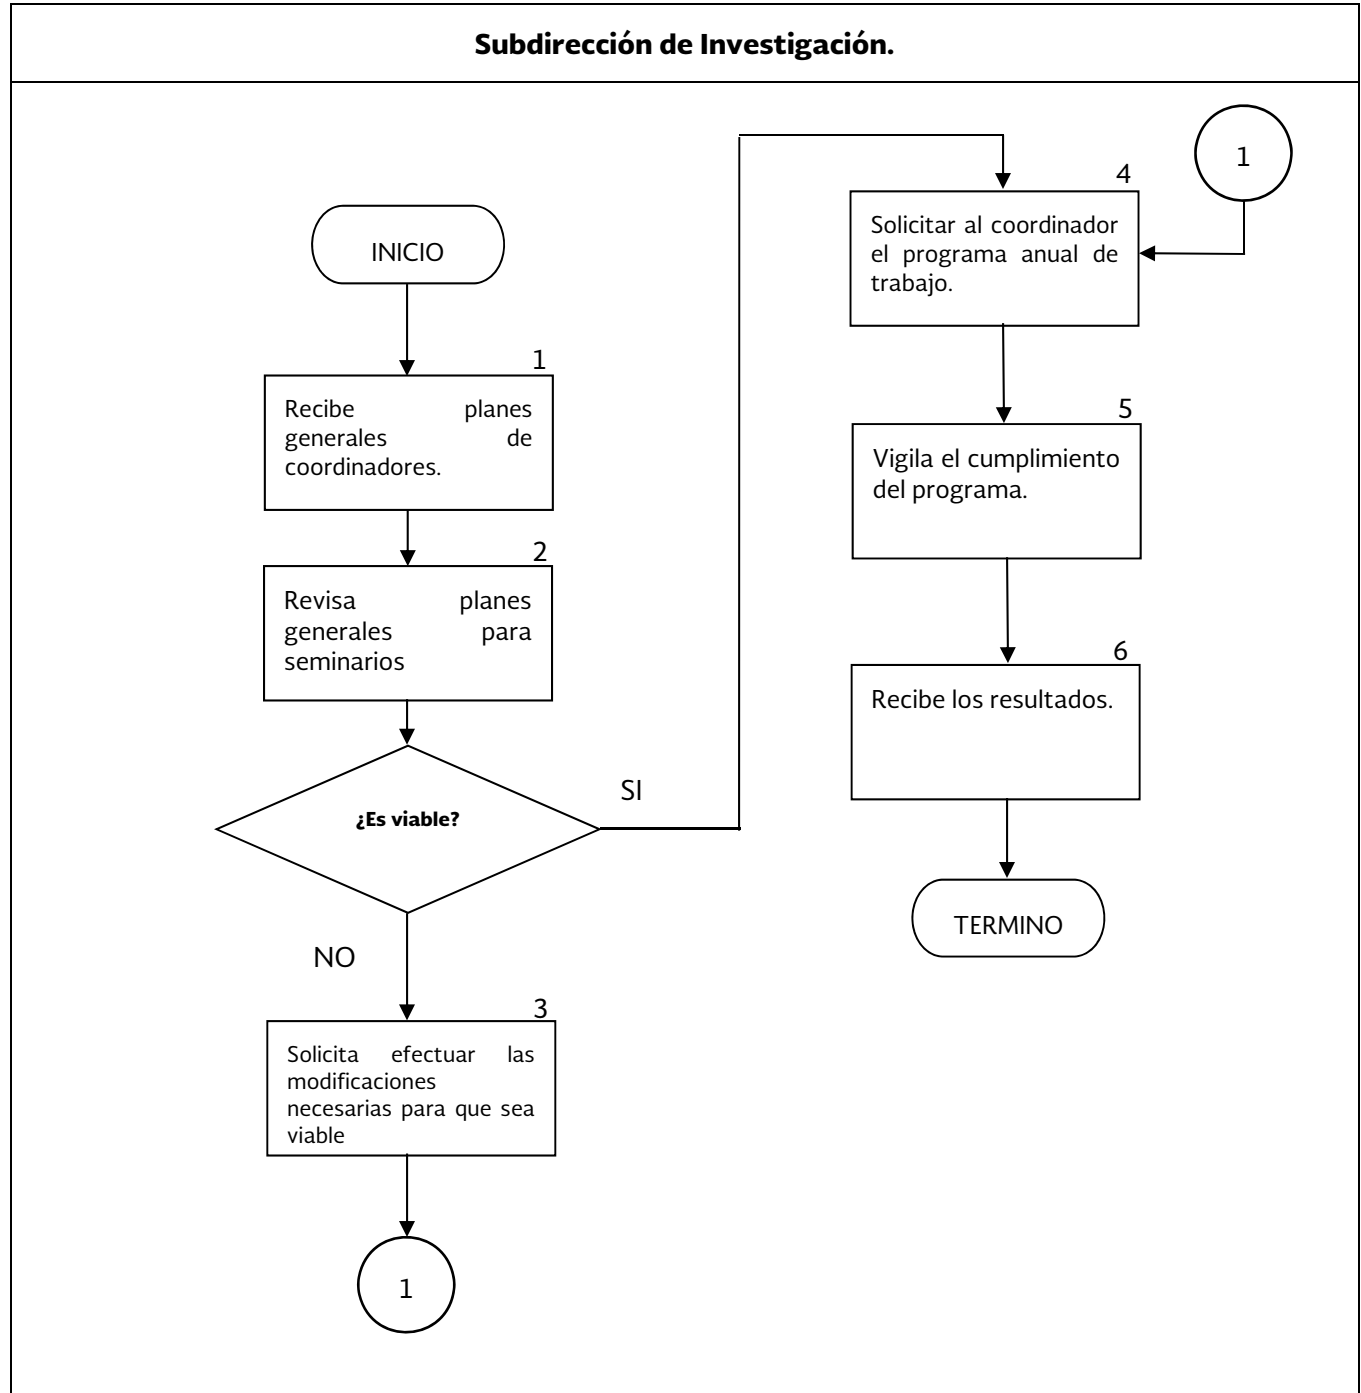 Subdirección de Investigación.
INICIO
1
Recibe planes
generales de
coordinadores.
2
Revisa planes
generales para
seminarios
¿Es viable?
SI
NO
3
Solicita efectuar las
modificaciones
necesarias para que sea
viable
1
1
4
Solicitar al coordinador
el programa anual de
trabajo.
5
Vigila el cumplimiento
del programa.
6
Recibe los resultados.
TERMINO